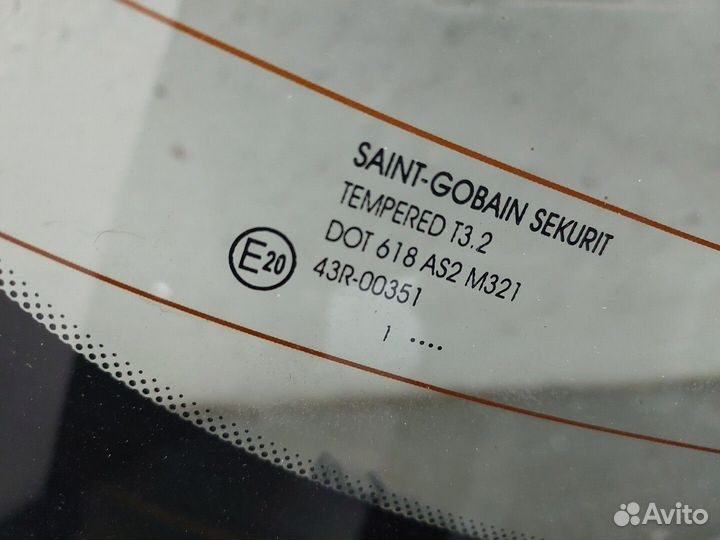 SAINT-GOBAIN SEKURIT
TEMPERED T3.2
DOT 618 AS2 M321
E20 43R-00351
1 ....
Avito